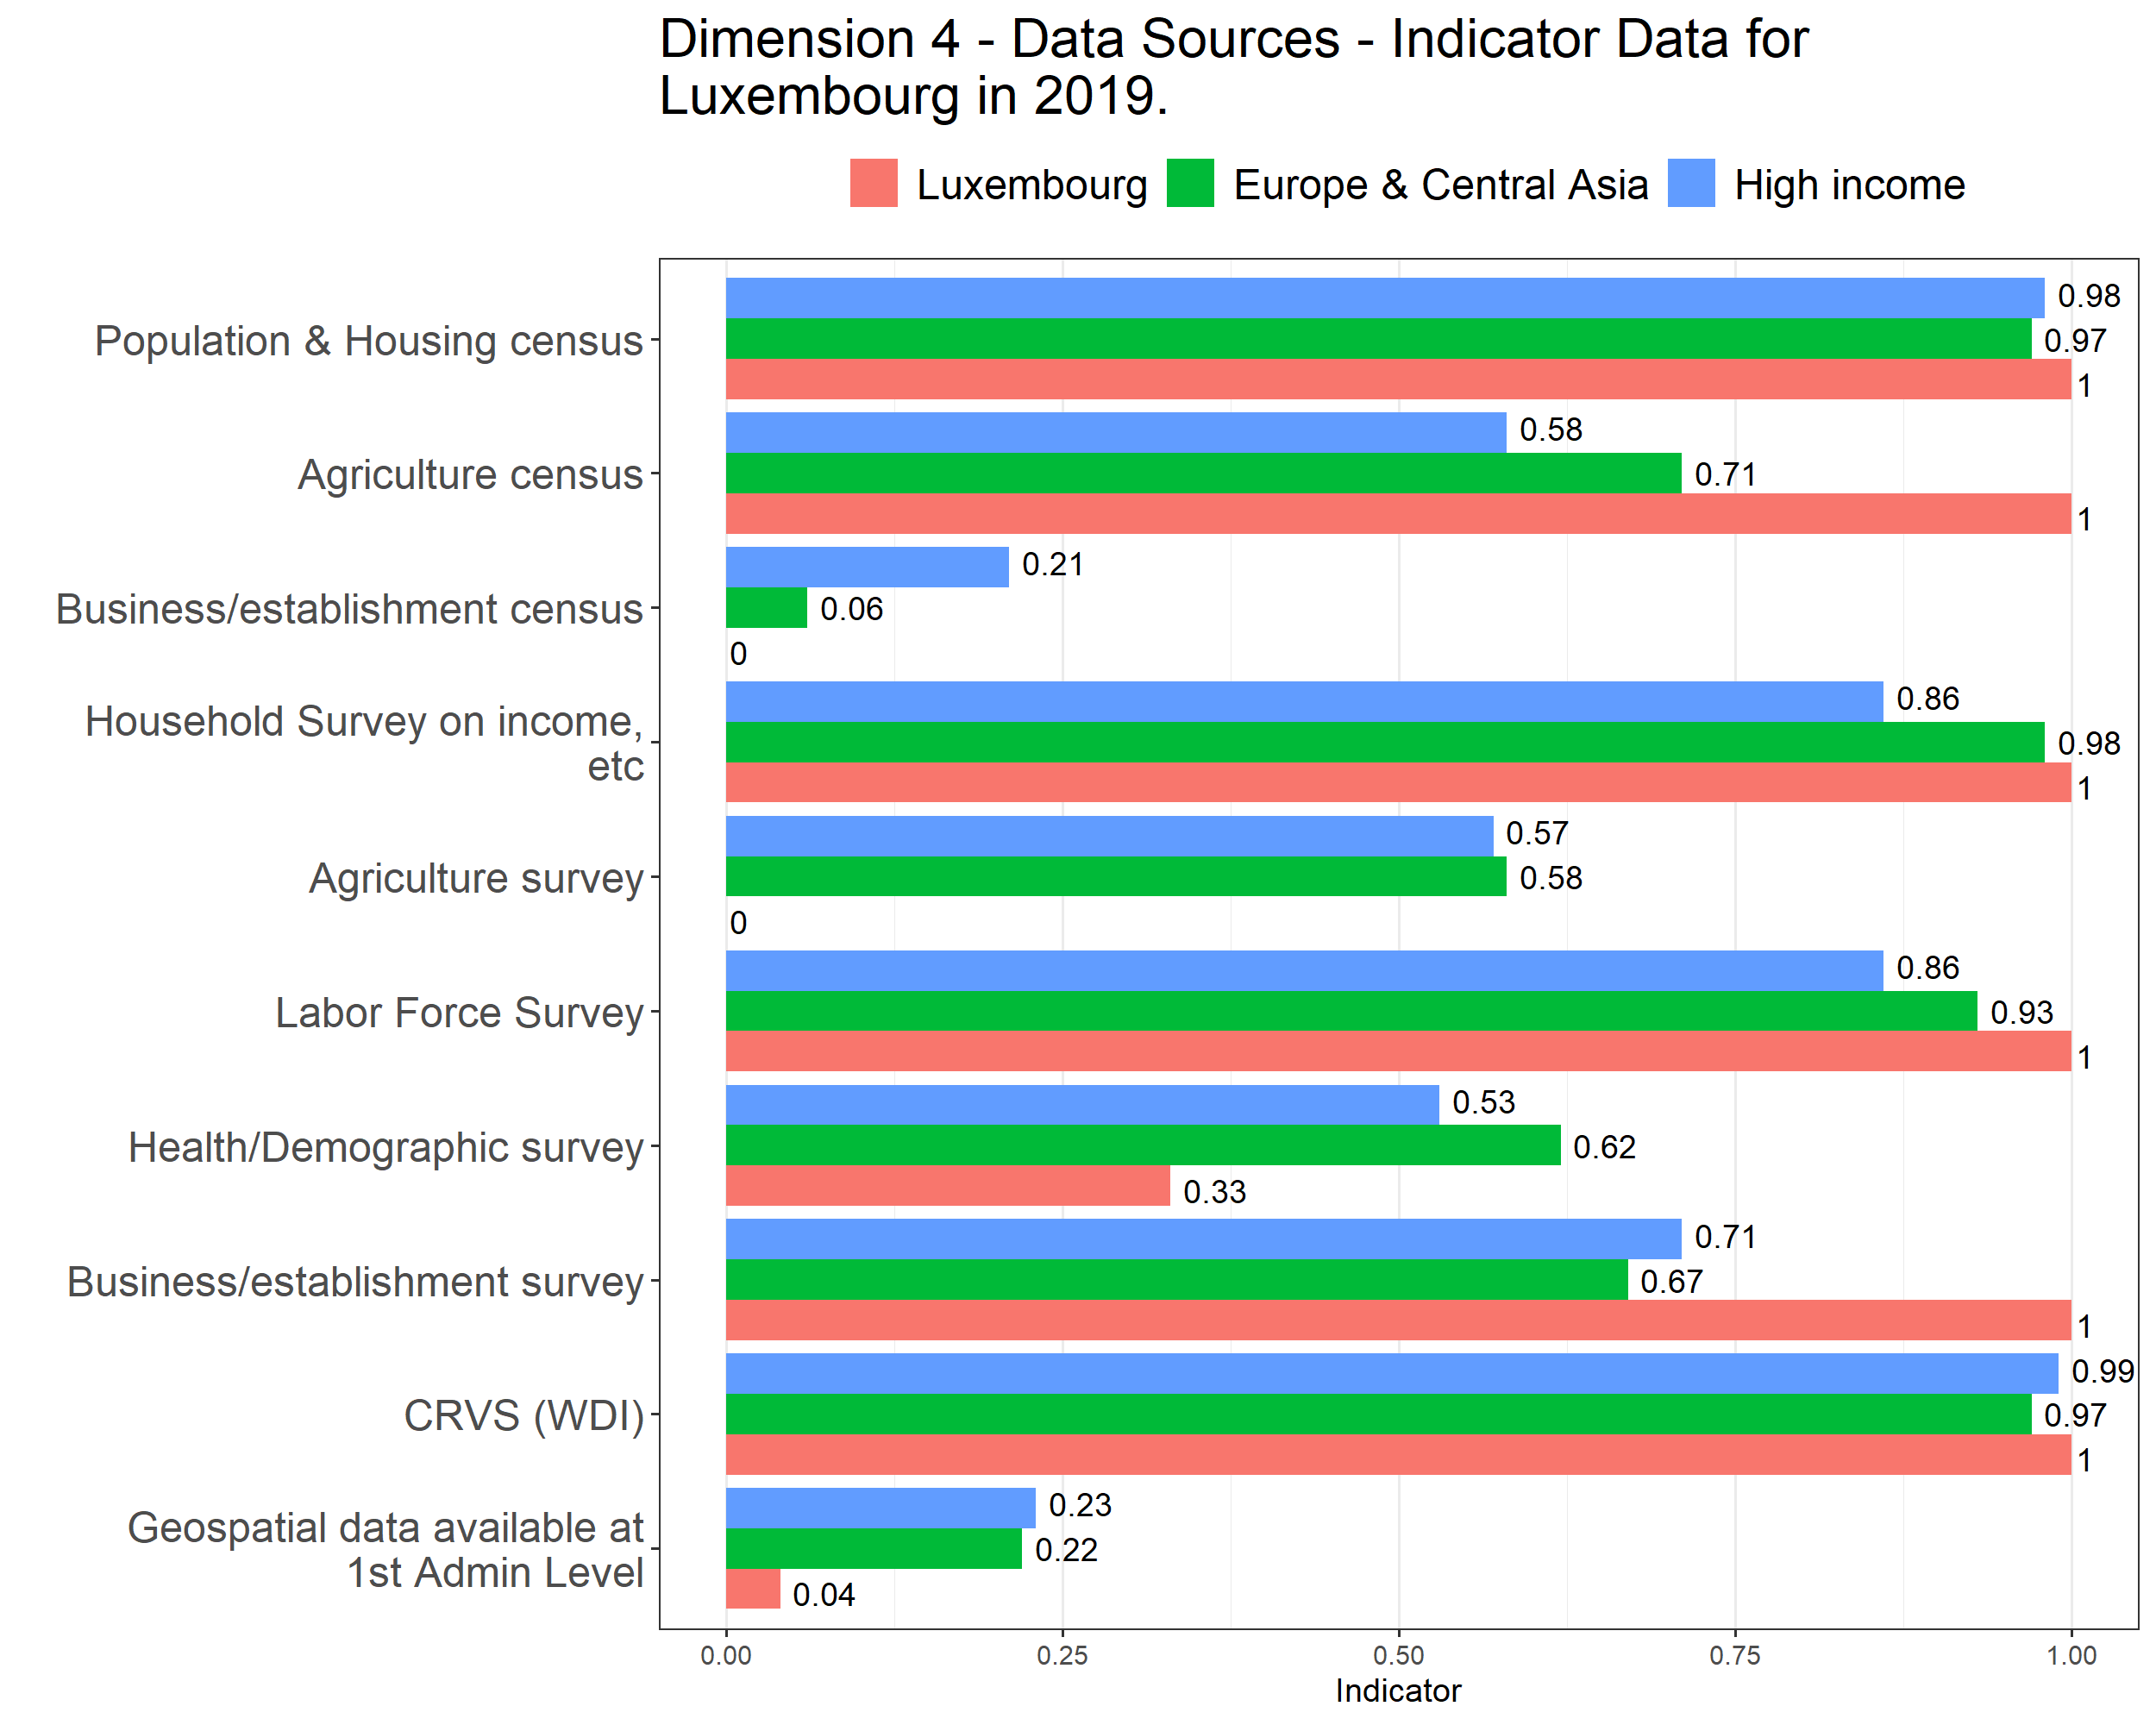 Dimension 4 - Data Sources - Indicator Data for
Luxembourg in 2019.
Luxembourg Europe & Central Asia High income
Population & Housing census
0.98
0.97
1
Agriculture census
0.58
0.71
1
Business/establishment census
0.21
0.06
0
Household Survey on income,
etc
0.86
0.98
1
Agriculture survey
0.57
0.58
0
Labor Force Survey
0.86
0.93
1
Health/Demographic survey
0.53
0.62
0.33
Business/establishment survey
0.71
0.67
1
CRVS (WDI)
0.99
0.97
1
Geospatial data available at
1st Admin Level
0.23
0.22
0.04
0.00 0.25 0.50 0.75 1.00
Indicator